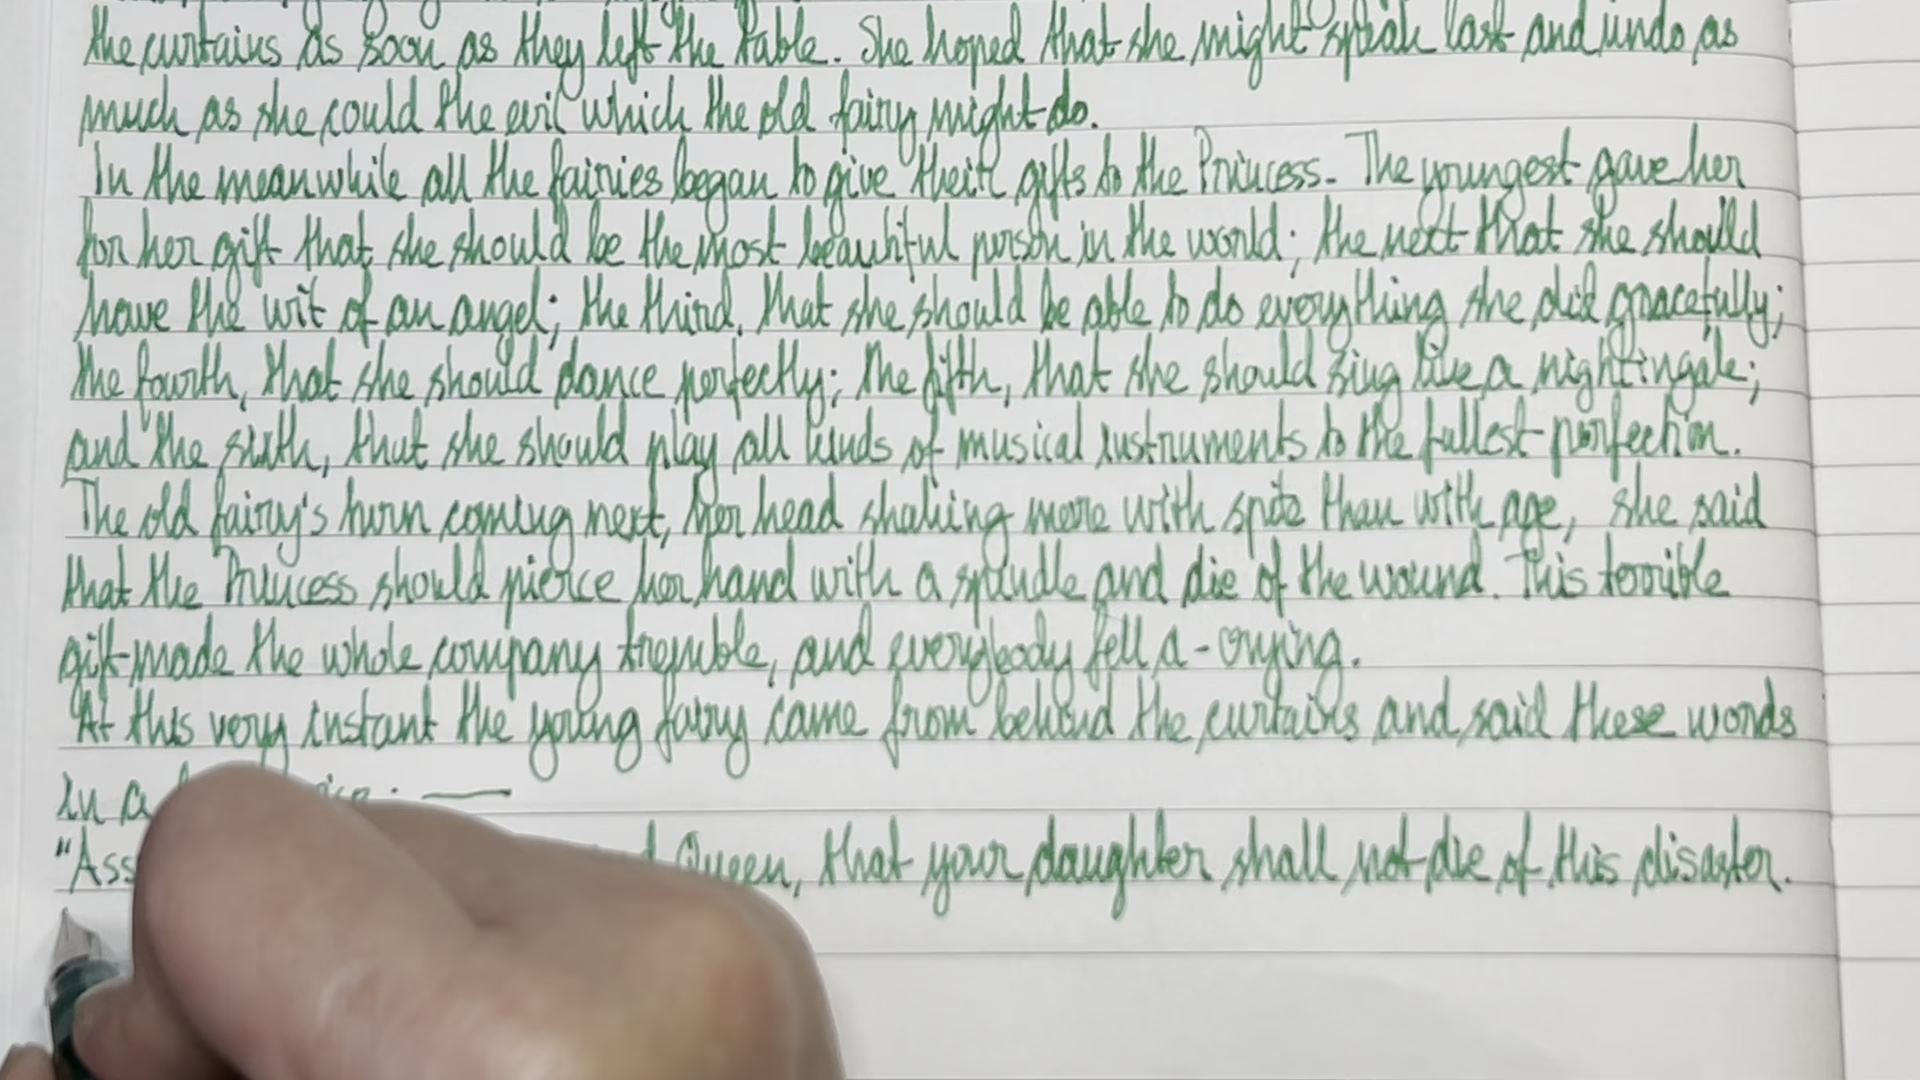 the curtains as soon as they left the table. She hoped that she might speak last and undo as
much as she could the evil which the old fairy might do.
In the meanwhile all the fairies began to give their gifts to the Princess. The youngest gave her
for her gift that she should be the most beautiful person in the world; the next that she should
have the wit of an angel; the third, that she should be able to do everything she did gracefully;
the fourth, that she should dance perfectly; the fifth, that she should sing like a nightingale;
and the sixth, that she should play all kinds of musical instruments to the fullest perfection.
The old fairy's turn coming next, her head shaking more with spite than with age, she said
that the Princess should pierce her hand with a spindle and die of the wound. This terrible
gift made the whole company tremble, and everybody fell a-crying.
At this very instant the young fairy came from behind the curtains and said these words
in a
Queen, that your daughter shall not die of this disaster.